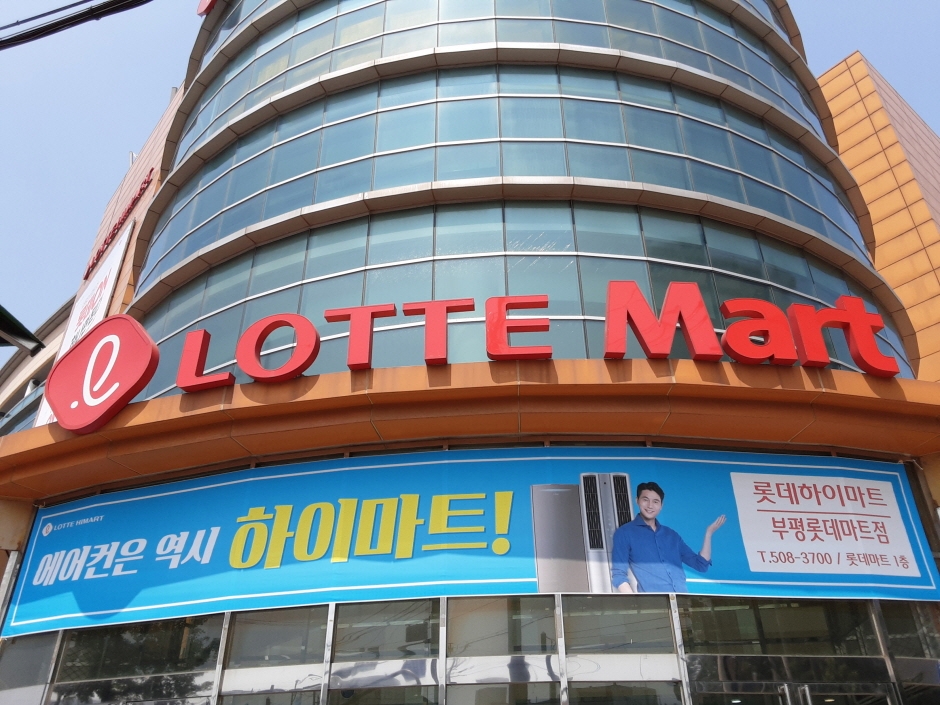 LOTTE Mart
LOTTE HIMART
에어컨은 역시 하이마트!
롯데하이마트
부평롯데마트점
T.508-3700 / 롯데마트 1층